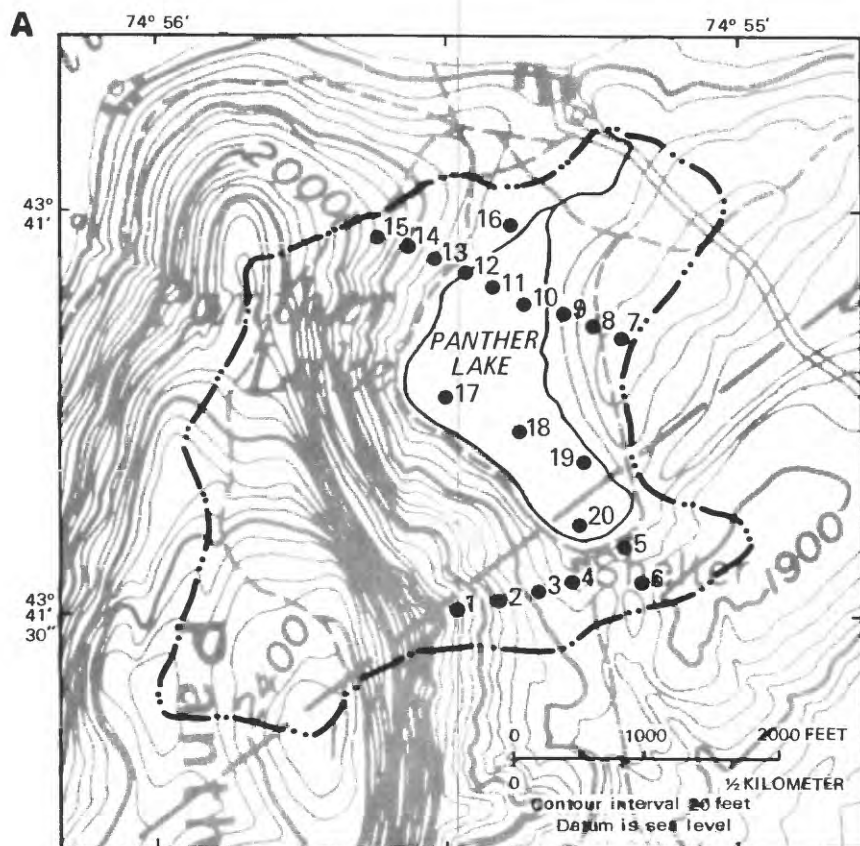 A
74° 56′ 74° 55′
2000
43°
41′
15 14 13 12 11 10 9 8 7
16
PANTHER
LAKE
17
18
19
20
5
4
3
2
1
6
1900
43°
41′
30″
Pant
0 1000 2000 FEET
0 ½ KILOMETER
Contour interval 20 feet
Datum is sea level